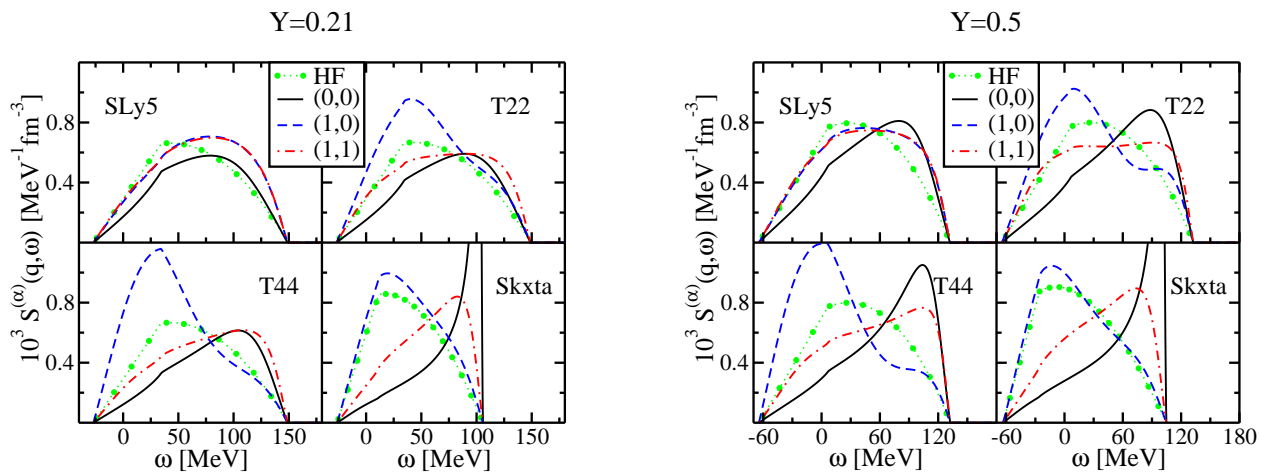 Y=0.21
HF
(0,0)
(1,0)
(1,1)
SLy5
T22
T44
Skxta
0.8
0.4
0.8
0.4
10³ S⁽ᵅ⁾(q,ω) [MeV⁻¹fm⁻³]
0 50 100 150
0 50 100 150
ω [MeV]
ω [MeV]
Y=0.5
HF
(0,0)
(1,0)
(1,1)
SLy5
T22
T44
Skxta
0.8
0.4
0.8
0.4
10³ S⁽ᵅ⁾(q,ω) [MeV⁻¹fm⁻³]
-60 0 60 120
-60 0 60 120 180
ω [MeV]
ω [MeV]